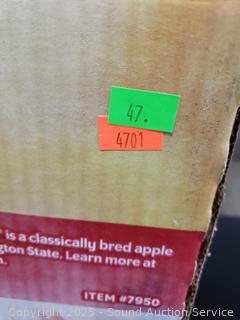 47.
4701
is a classically bred apple
gton State. Learn more at
ITEM #7950
Copyright 2025 - Sound Auction Service